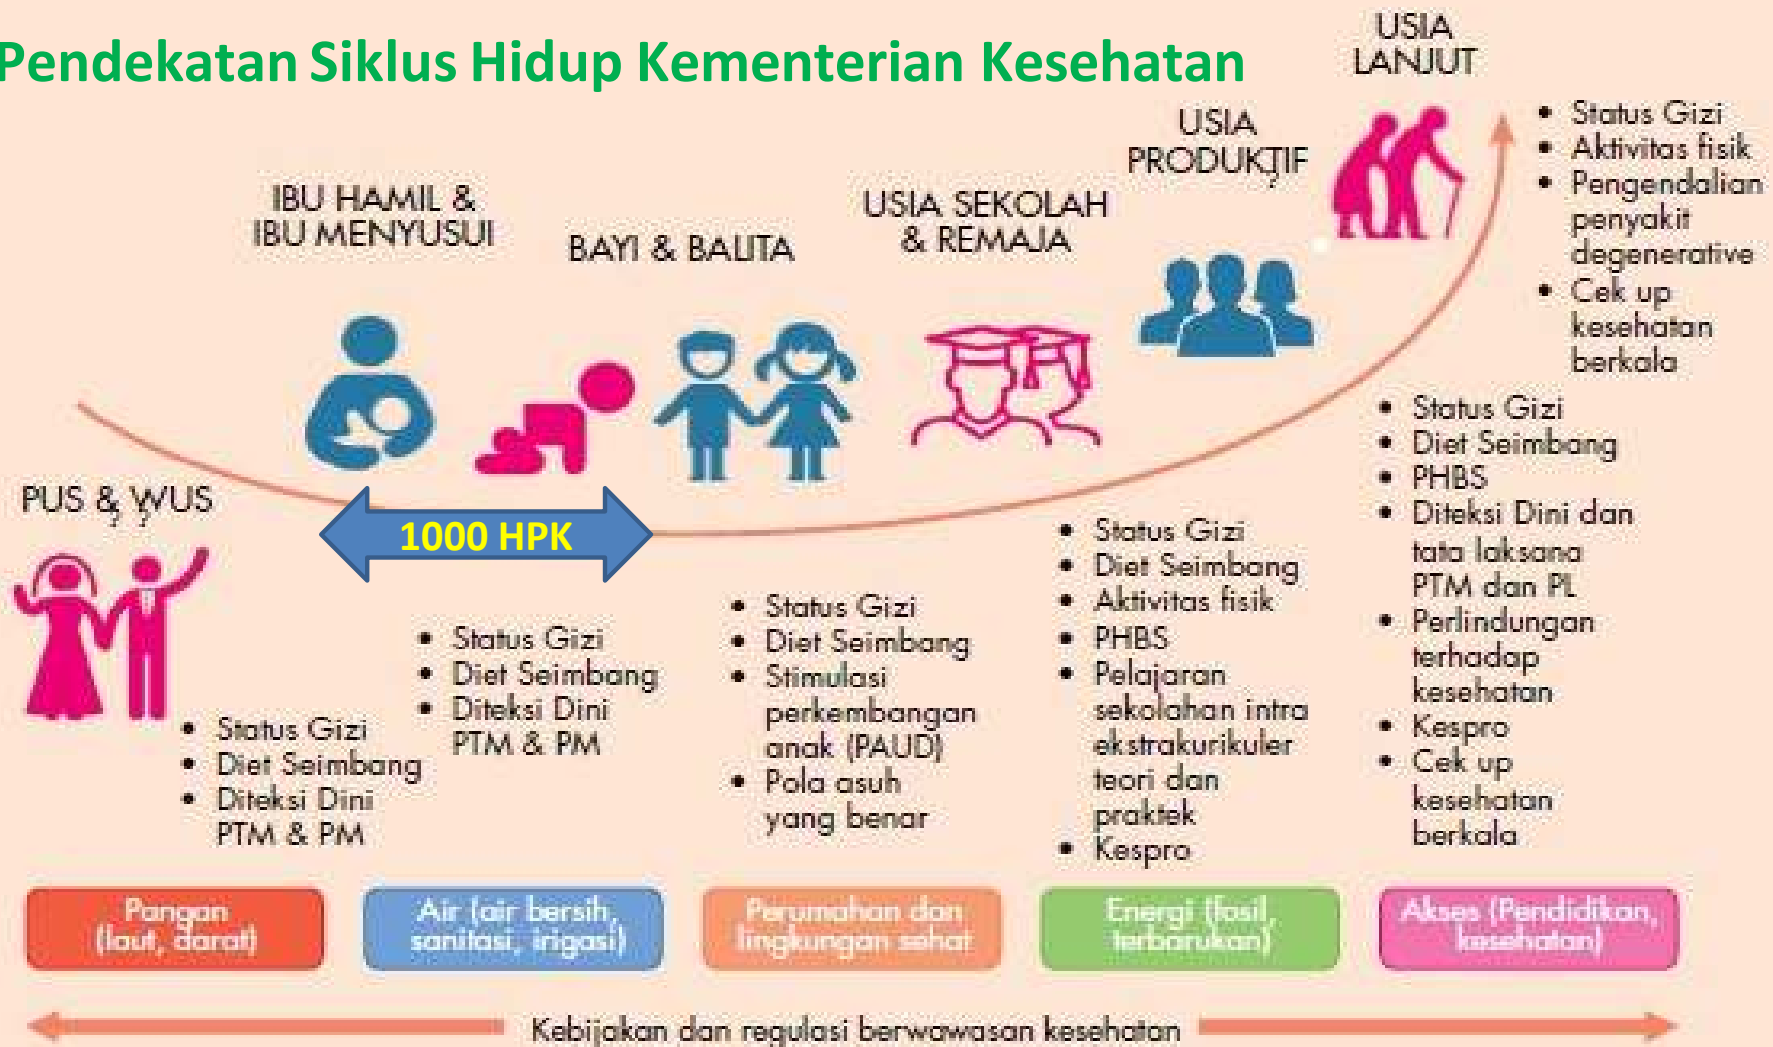 Pendekatan Siklus Hidup Kementerian Kesehatan
PUS & WUS
• Status Gizi
• Diet Seimbang
• Diteksi Dini
PTM & PM
IBU HAMIL &
IBU MENYUSUI
1000 HPK
• Status Gizi
• Diet Seimbang
• Diteksi Dini
PTM & PM
BAYI & BALITA
• Status Gizi
• Diet Seimbang
• Stimulasi
perkembangan
anak (PAUD)
• Pola asuh
yang benar
USIA SEKOLAH
& REMAJA
• Status Gizi
• Diet Seimbang
• Aktivitas fisik
• PHBS
• Pelajaran
sekolahan intra
ekstrakurikuler
teori dan
praktek
• Kespro
USIA
PRODUKTIF
• Status Gizi
• Diet Seimbang
• PHBS
• Diteksi Dini dan
tata laksana
PTM dan PL
• Perlindungan
terhadap
kesehatan
• Kespro
• Cek up
kesehatan
berkala
USIA
LANJUT
• Status Gizi
• Aktivitas fisik
• Pengendalian
penyakit
degenerative
• Cek up
kesehatan
berkala
Pangan
(laut, darat)
Air (air bersih,
sanitasi, irigasi)
Perumahan dan
lingkungan sehat
Energi (fosil,
terbarukan)
Akses (Pendidikan,
kesehatan)
Kebijakan dan regulasi berwawasan kesehatan